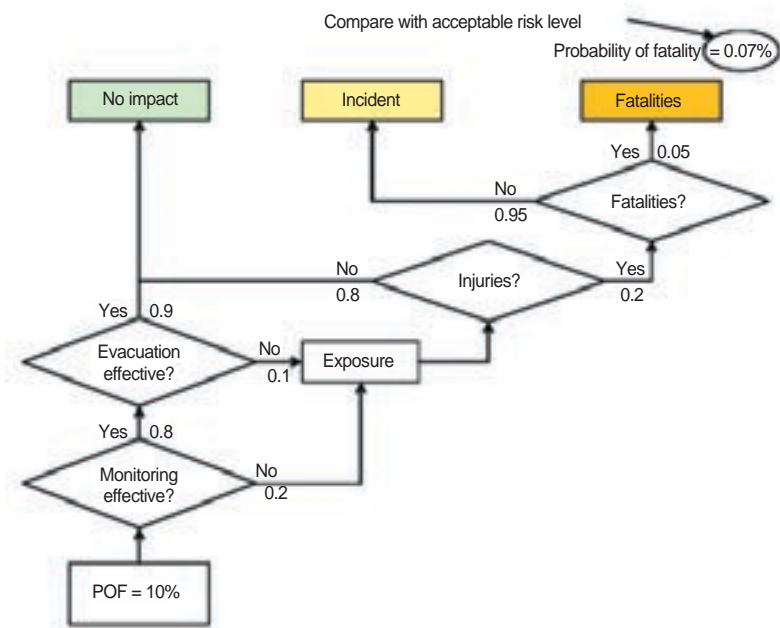 Compare with acceptable risk level
Probability of fatality = 0.07%
No impact
Incident
Fatalities
Yes 0.05
No
0.95
Fatalities?
No
0.8
Injuries?
Yes
0.2
Yes 0.9
Evacuation
effective?
No
0.1
Exposure
Yes 0.8
Monitoring
effective?
No
0.2
POF = 10%